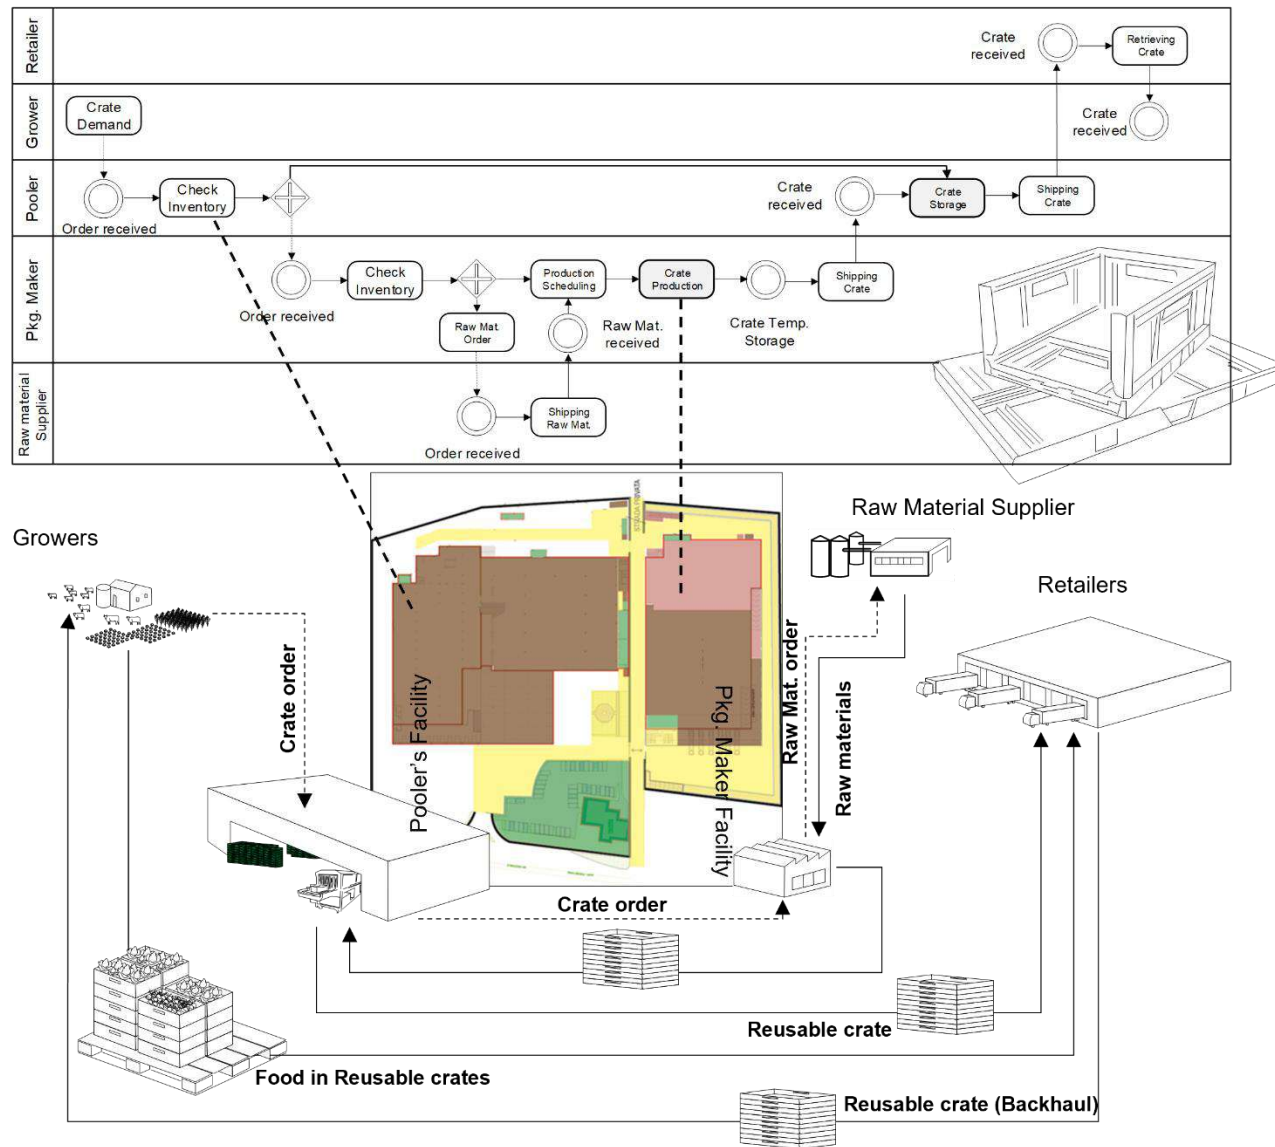 Retailer
Crate
received
Retrieving
Crate
Grower
Crate
Demand
Crate
received
Pooler
Order received
Check
Inventory
Crate
received
Crate
Storage
Shipping
Crate
Pkg. Maker
Order received
Check
Inventory
Production
Scheduling
Crate
Production
Crate Temp.
Storage
Shipping
Crate
Raw Mat.
Order
Raw Mat.
received
Raw material
Supplier
Order received
Shipping
Raw Mat.
STRADA PRIVATA
Growers
Raw Material Supplier
Retailers
Crate order
Pooler's Facility
Pkg. Maker Facility
Raw Mat. order
Raw materials
Crate order
Reusable crate
Food in Reusable crates
Reusable crate (Backhaul)